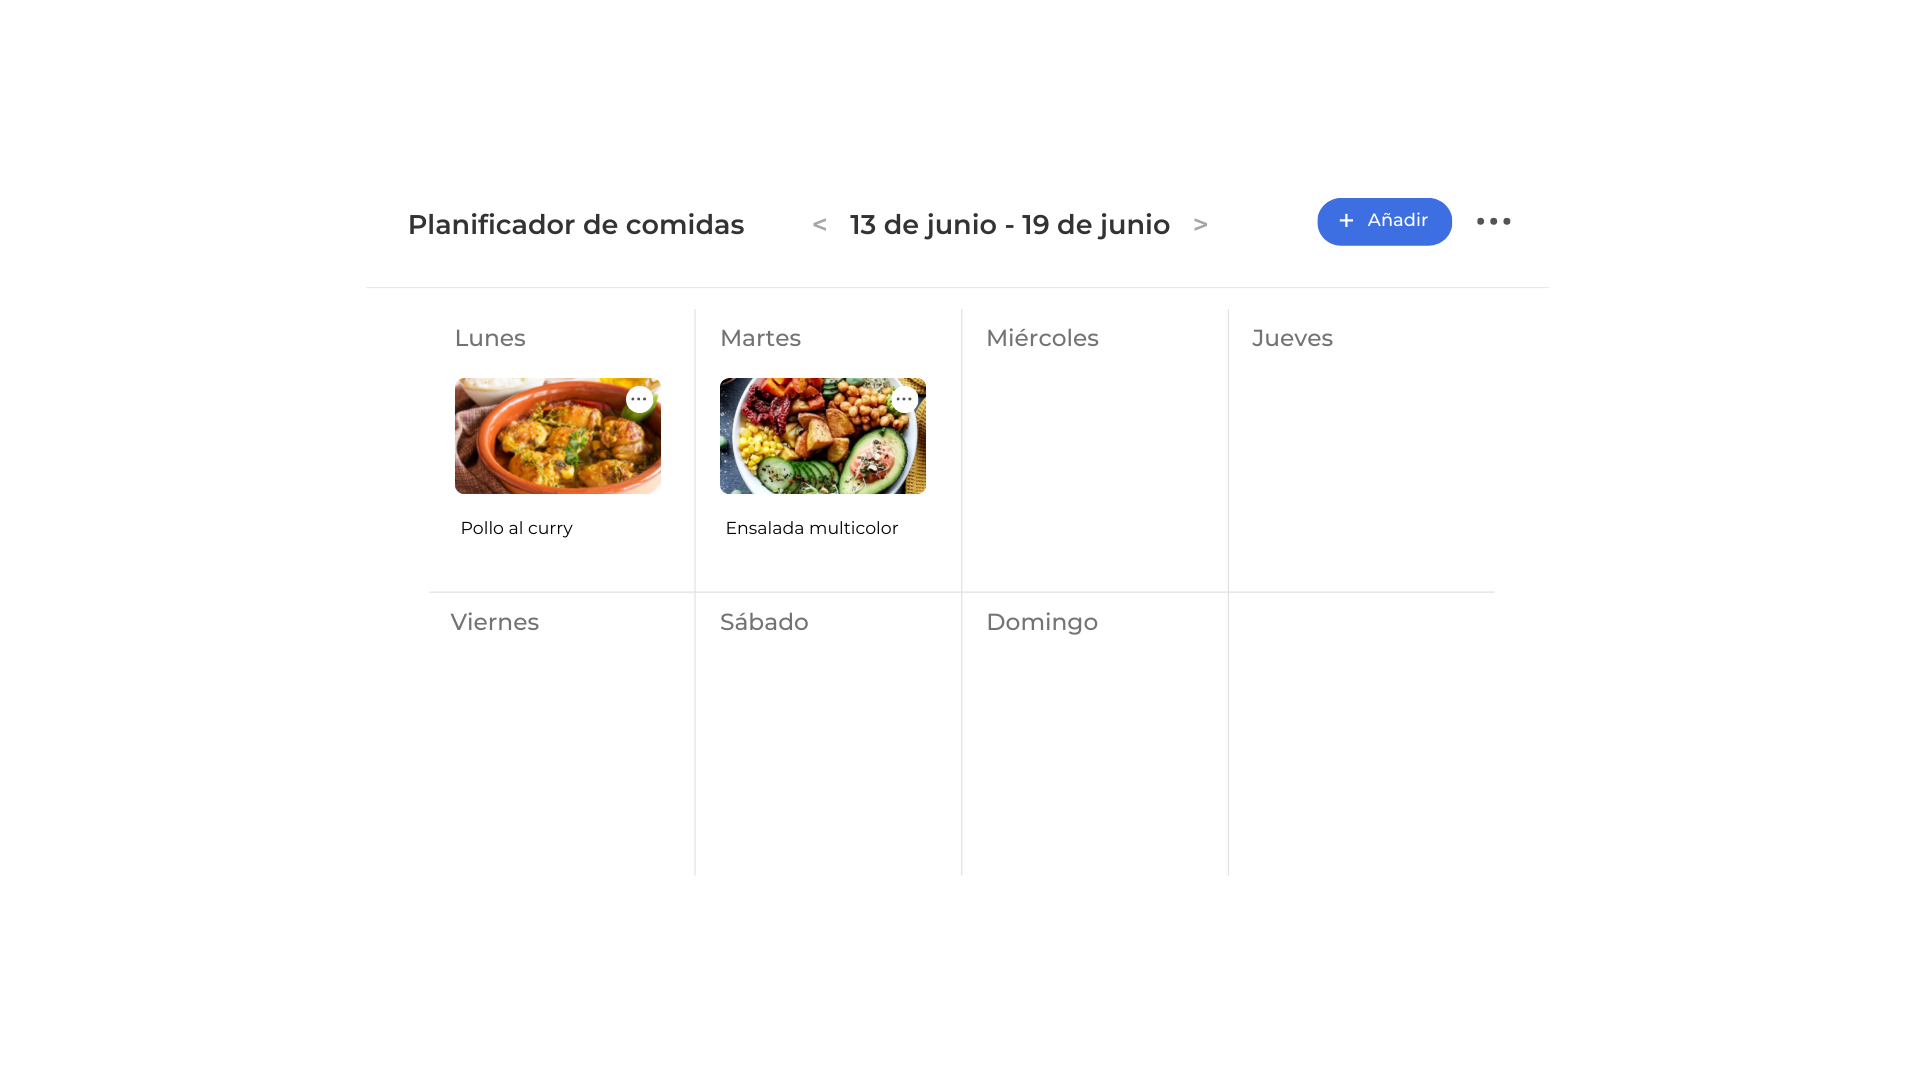 Planificador de comidas
< 13 de junio - 19 de junio >
+ Añadir
Lunes
Martes
Miércoles
Jueves
Pollo al curry
Ensalada multicolor
Viernes
Sábado
Domingo